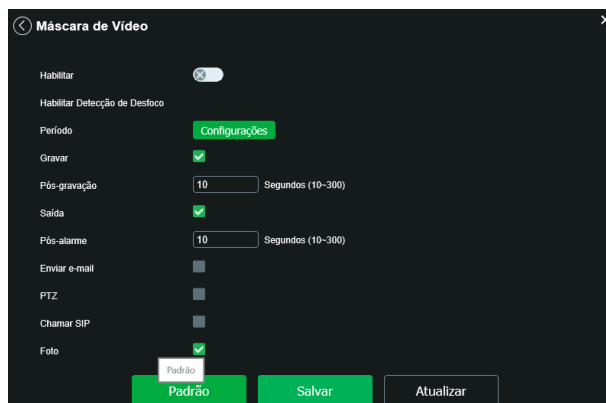 Máscara de Vídeo
Habilitar
Habilitar Detecção de Desfoco
Período Configurações
Gravar
Pós-gravação 10 Segundos (10~300)
Saída
Pós-alarme 10 Segundos (10~300)
Enviar e-mail
PTZ
Chamar SIP
Foto
Padrão
Padrão Salvar Atualizar